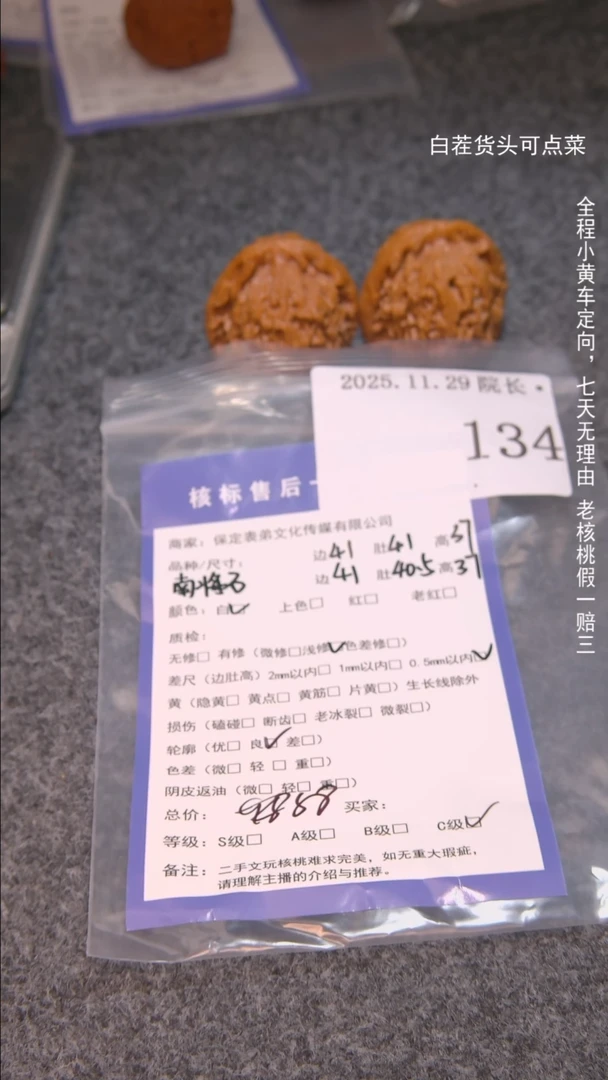 白茬货头可点菜
全程小黄车定向，七天无理由 老核桃假一赔三
2025.11.29 院长
134
核标售后
商家：保定表弟文化传媒有限公司
品种/尺寸： 边41 肚41 高37
南将石 边41 肚40.5 高37
颜色：白□ 上色□ 红□ 老红□
质检：
无修□ 有修（微修□浅修 色差修□）
差尺（边肚高）2mm以内□ 1mm以内□ 0.5mm以内□
黄（隐黄□ 黄点□ 黄筋□ 片黄□）生长线除外
损伤（磕碰□ 断齿□ 老冰裂□ 微裂□）
轮廓（优□ 良□ 差□）
色差（微□ 轻 □ 重□）
阴皮返油（微□ 轻□ 重□）
总价： 买家：
等级：S级□ A级□ B级□ C级□
备注：二手文玩核桃难求完美，如无重大瑕疵，
请理解主播的介绍与推荐。